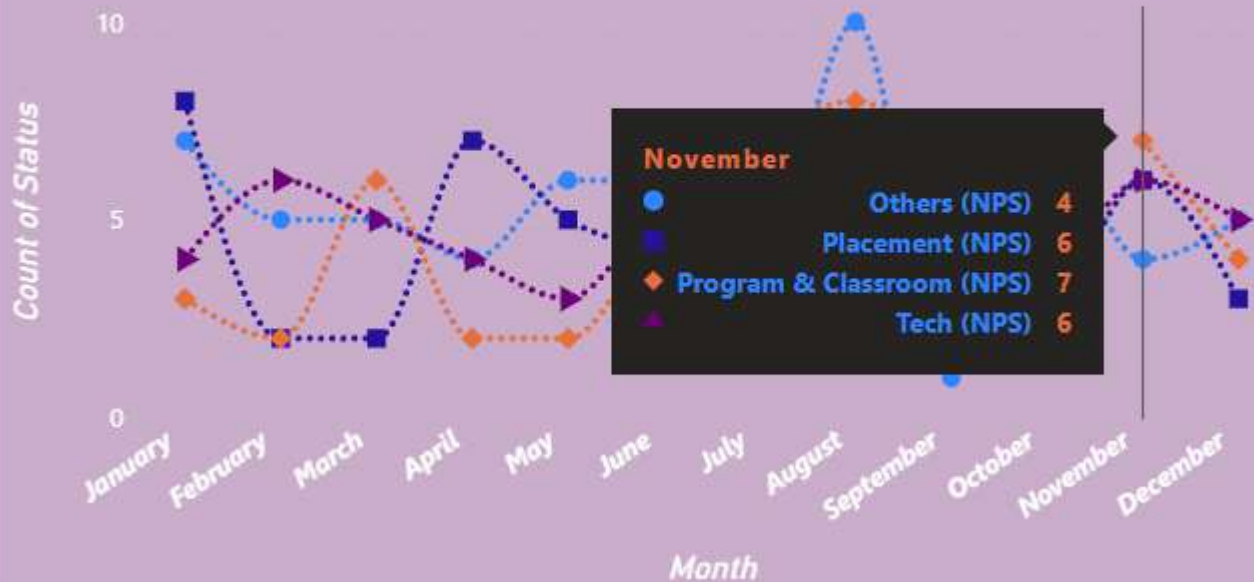 10
Count of Status
5
0
November
Others (NPS) 4
Placement (NPS) 6
Program & Classroom (NPS) 7
Tech (NPS) 6
January
February
March
April
May
June
July
August
September
October
November
December
Month